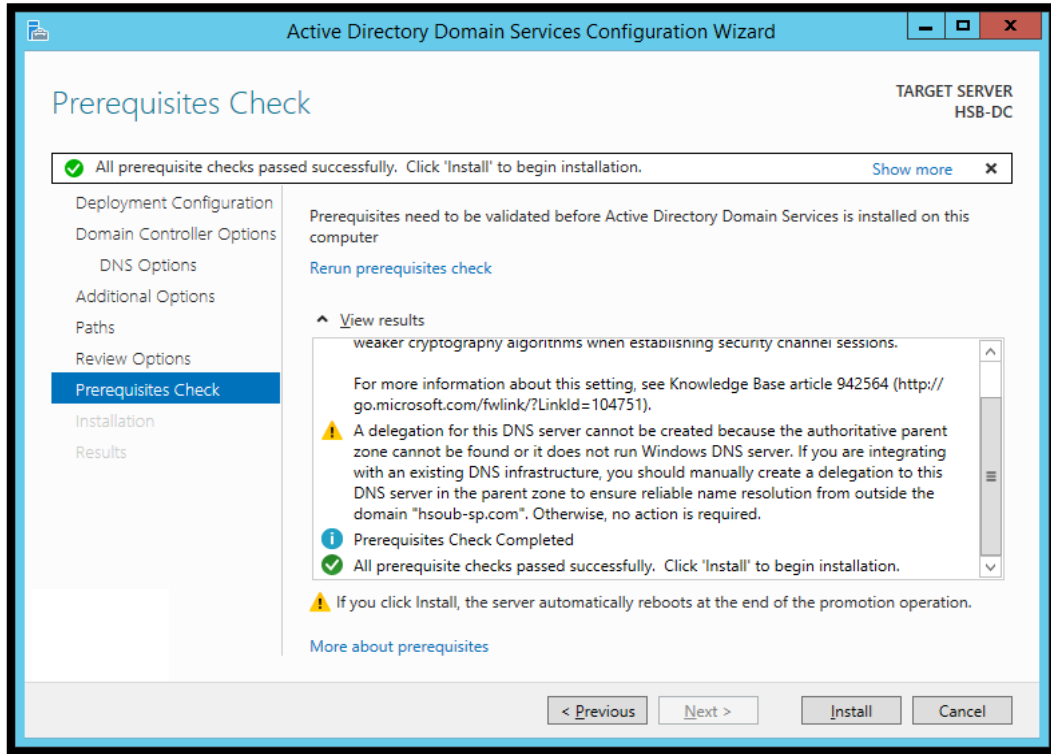 Active Directory Domain Services Configuration Wizard
Prerequisites Check
TARGET SERVER
HSB-DC
All prerequisite checks passed successfully. Click 'Install' to begin installation.
Show more
Deployment Configuration
Domain Controller Options
DNS Options
Additional Options
Paths
Review Options
Prerequisites Check
Installation
Results
Prerequisites need to be validated before Active Directory Domain Services is installed on this
computer
Rerun prerequisites check
View results
weaker cryptography algorithms when establishing security channel sessions.
For more information about this setting, see Knowledge Base article 942564 (http://
go.microsoft.com/fwlink/?LinkId=104751).
A delegation for this DNS server cannot be created because the authoritative parent
zone cannot be found or it does not run Windows DNS server. If you are integrating
with an existing DNS infrastructure, you should manually create a delegation to this
DNS server in the parent zone to ensure reliable name resolution from outside the
domain "hsoub-sp.com". Otherwise, no action is required.
Prerequisites Check Completed
All prerequisite checks passed successfully. Click 'Install' to begin installation.
If you click Install, the server automatically reboots at the end of the promotion operation.
More about prerequisites
< Previous
Next >
Install
Cancel